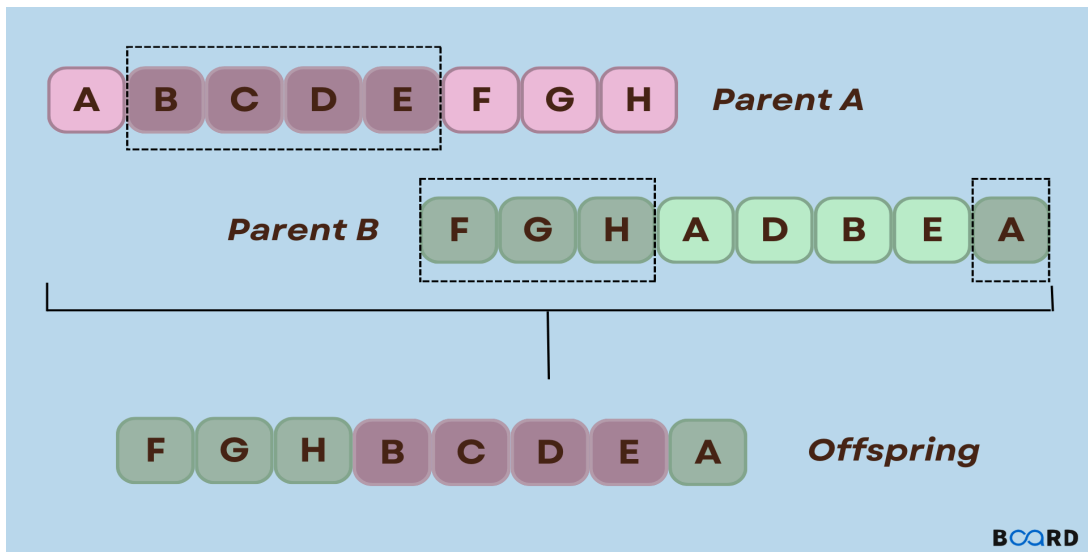 A B C D E F G H Parent A
Parent B F G H A D B E A
F G H B C D E A Offspring
BOARD